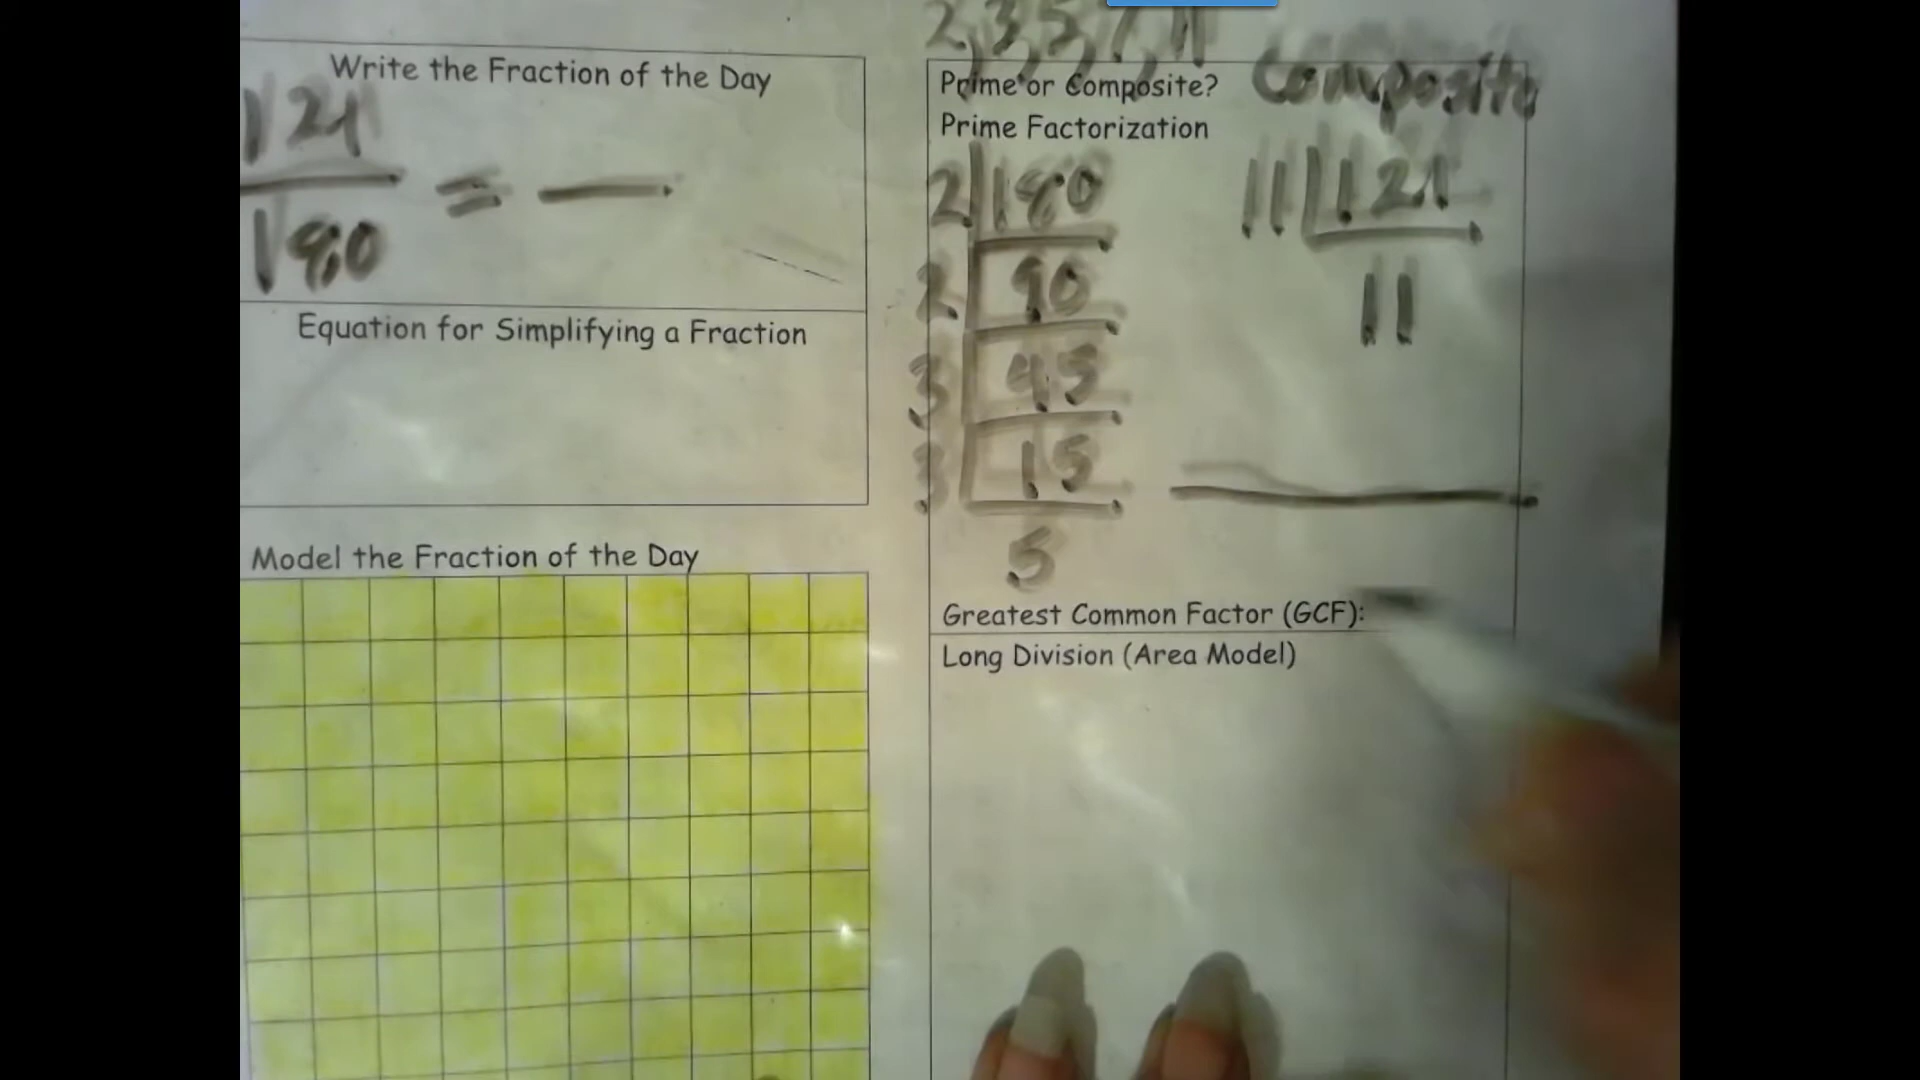 2, 3, 5, 7, 11
Write the Fraction of the Day
121
180
=
Equation for Simplifying a Fraction
Model the Fraction of the Day
Prime or Composite? Composite
Prime Factorization
2 180
2 90
3 45
3 15
5
11 121
11
Greatest Common Factor (GCF):
Long Division (Area Model)